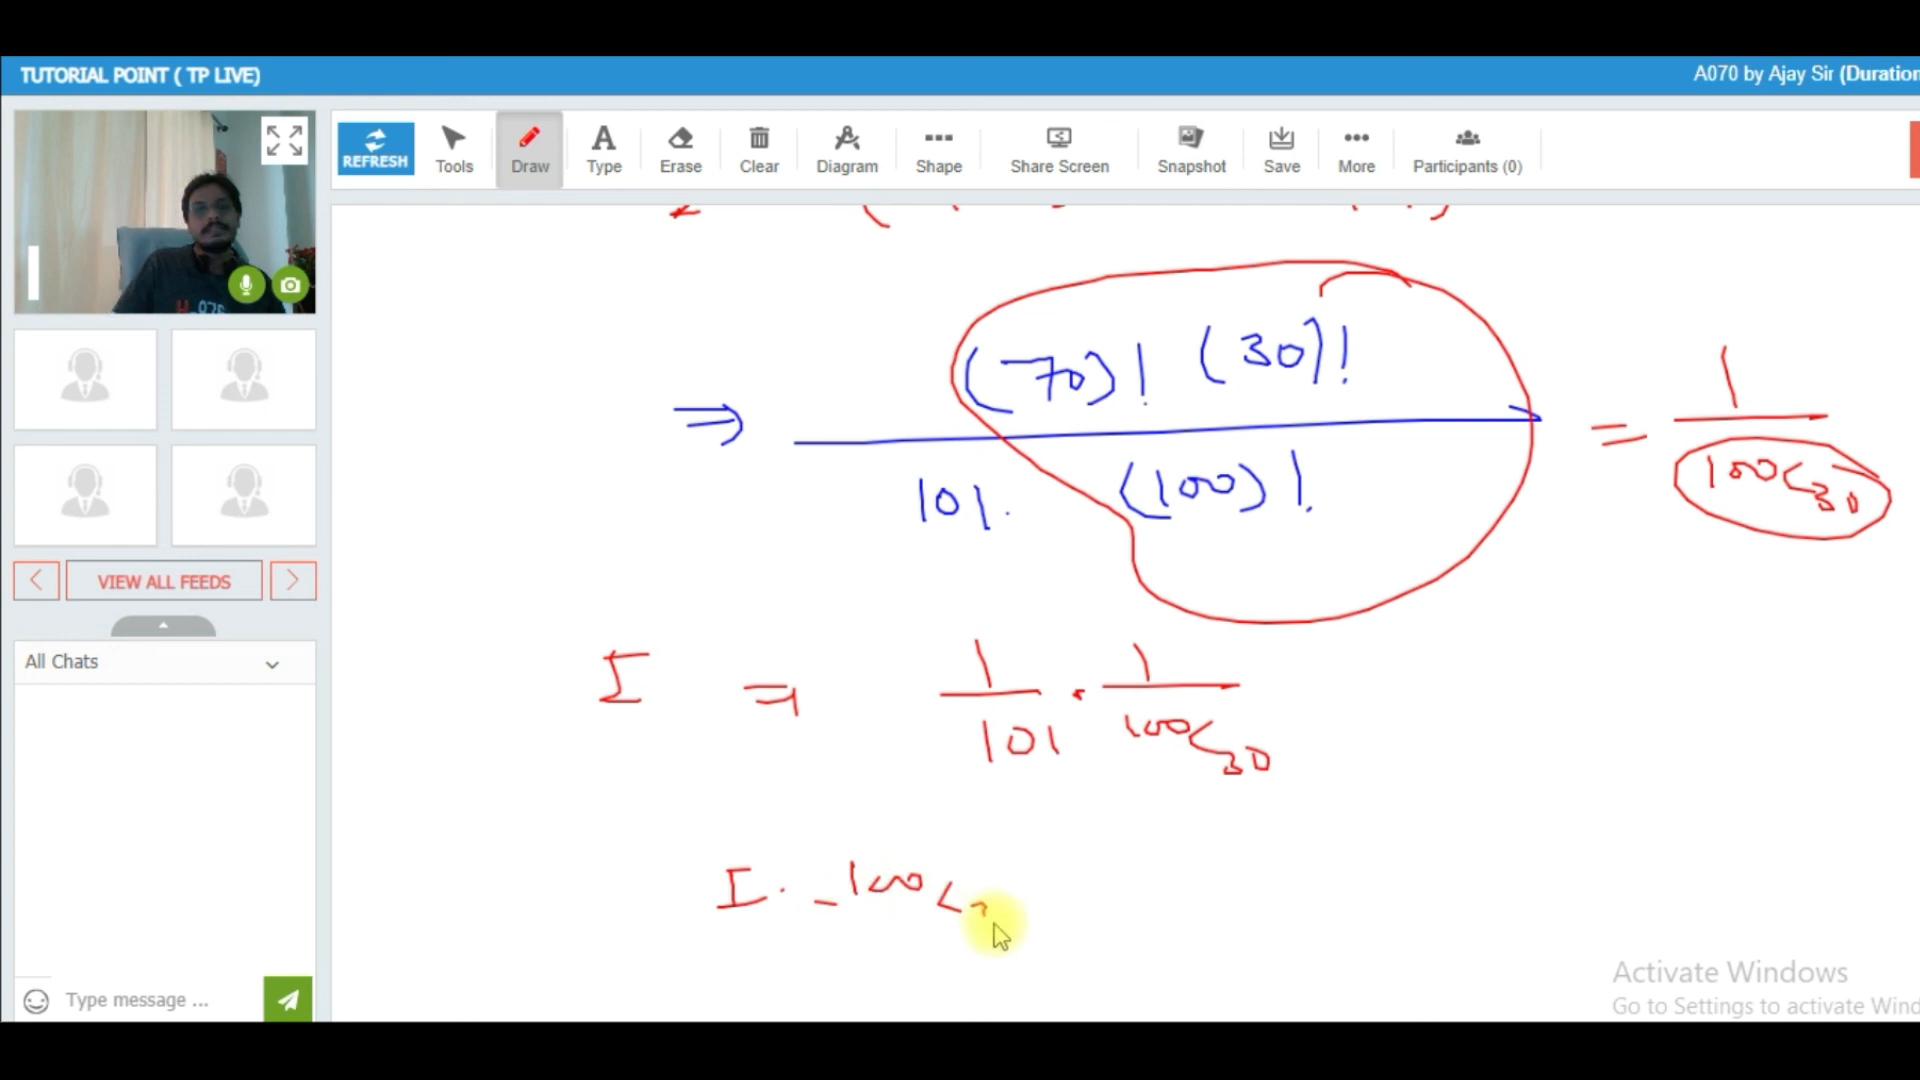 TUTORIAL POINT ( TP LIVE)
A070 by Ajay Sir (Duration
REFRESH
Tools
Draw
Type
Erase
Clear
Diagram
Shape
Share Screen
Snapshot
Save
More
Participants (0)
⇒ (70)! (30)! / 101. (100)! = 1 / 100C30
I = 1/101 . 1/100C30
I . 100C
VIEW ALL FEEDS
All Chats
Type message ...
Activate Windows
Go to Settings to activate Wind